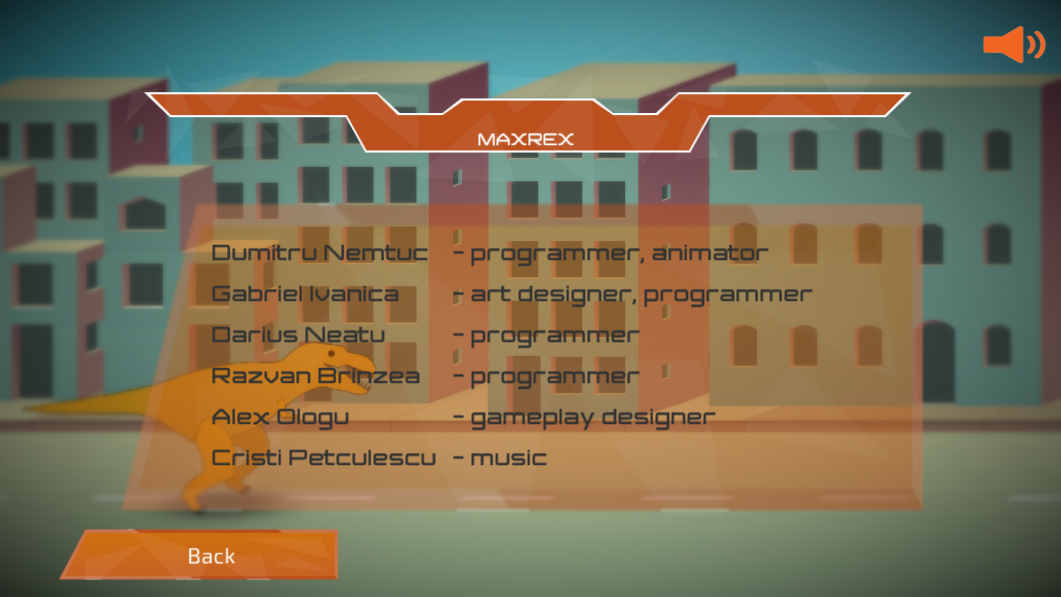 MAXREX
Dumitru Nemtuc - programmer, animator
Gabriel Ivanica - art designer, programmer
Darius Neatu - programmer
Razvan Brinzea - programmer
Alex Ologu - gameplay designer
Cristi Petculescu - music
Back